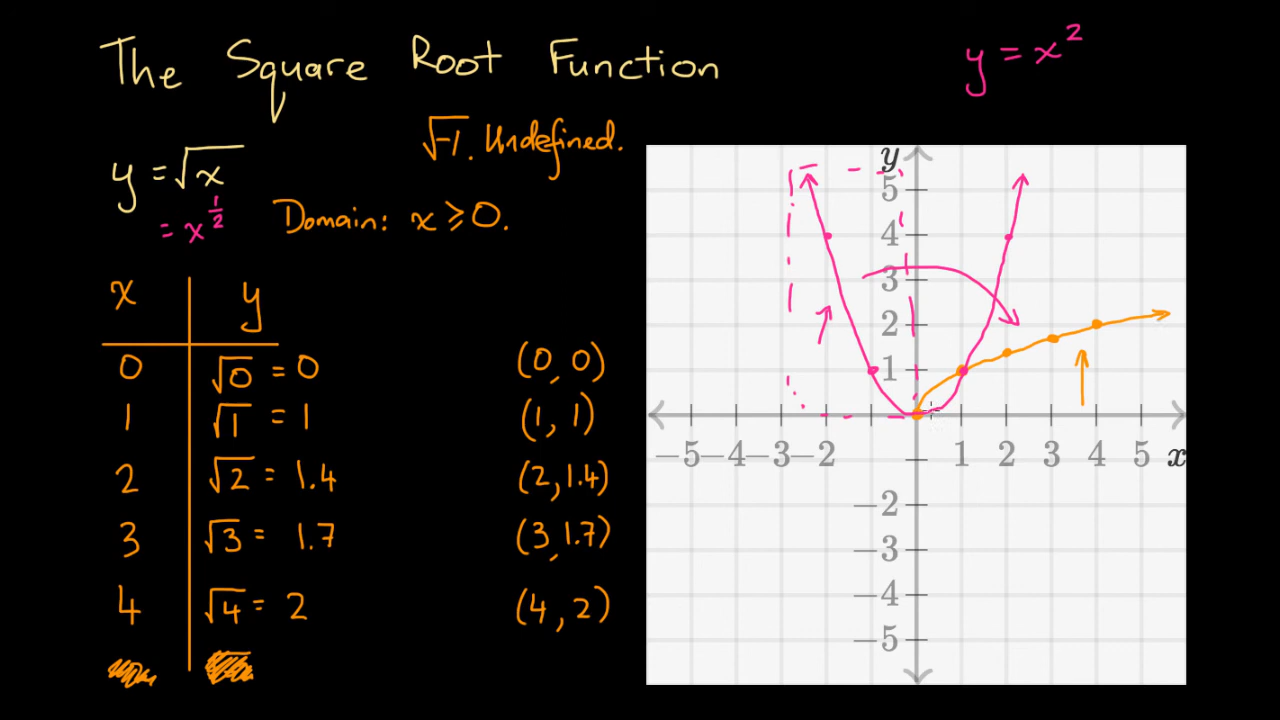 The Square Root Function
y = x²
√-1. Undefined.
y = √x
= x^(1/2)
Domain: x ⩾ 0.
x y
0 √0 = 0 (0, 0)
1 √1 = 1 (1, 1)
2 √2 = 1.4 (2, 1.4)
3 √3 = 1.7 (3, 1.7)
4 √4 = 2 (4, 2)
y
5
4
3
2
1
-5 -4 -3 -2 1 2 3 4 5 x
-2
-3
-4
-5